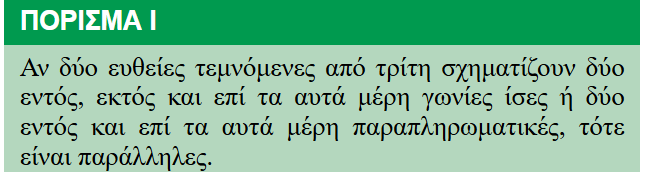 ΠΟΡΙΣΜΑ Ι
Αν δύο ευθείες τεμνόμενες από τρίτη σχηματίζουν δύο
εντός, εκτός και επί τα αυτά μέρη γωνίες ίσες ή δύο
εντός και επί τα αυτά μέρη παραπληρωματικές, τότε
είναι παράλληλες.